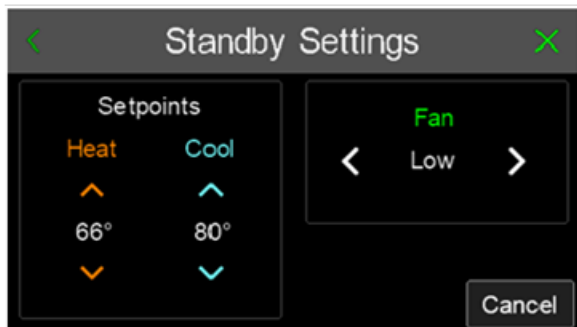 Standby Settings
Setpoints
Heat Cool
66° 80°
Fan
Low
Cancel